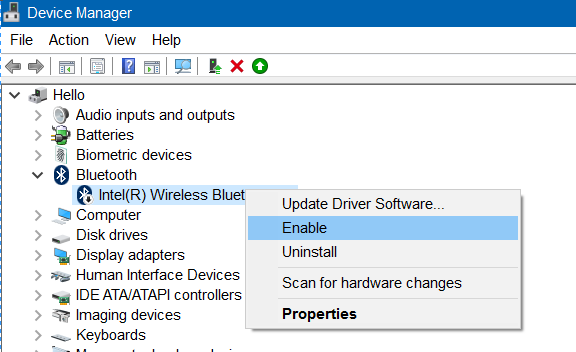 Device Manager
File Action View Help
Hello
Audio inputs and outputs
Batteries
Biometric devices
Bluetooth
Intel(R) Wireless Bluet
Computer
Disk drives
Display adapters
Human Interface Devices
IDE ATA/ATAPI controllers
Imaging devices
Keyboards
Update Driver Software...
Enable
Uninstall
Scan for hardware changes
Properties